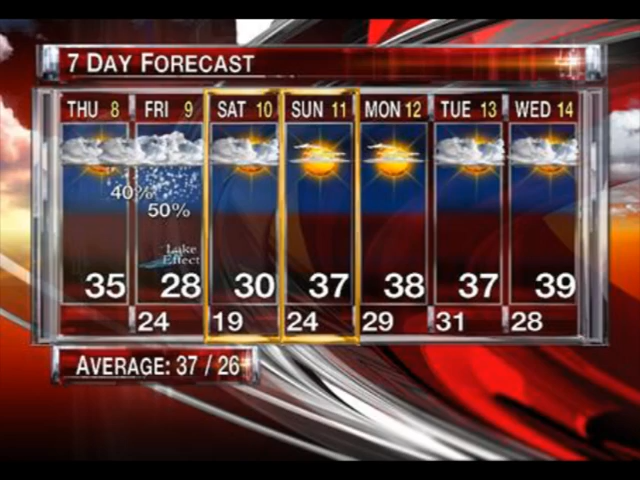 7 DAY FORECAST
THU 8 FRI 9 SAT 10 SUN 11 MON 12 TUE 13 WED 14
40%
50%
Lake
Effect
35 28 30 37 38 37 39
24 19 24 29 31 28
AVERAGE: 37 / 26